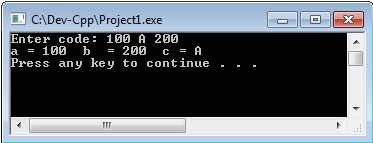 C:\Dev-Cpp\Project1.exe
Enter code: 100 A 200
a = 100  b  = 200  c = A
Press any key to continue . . .